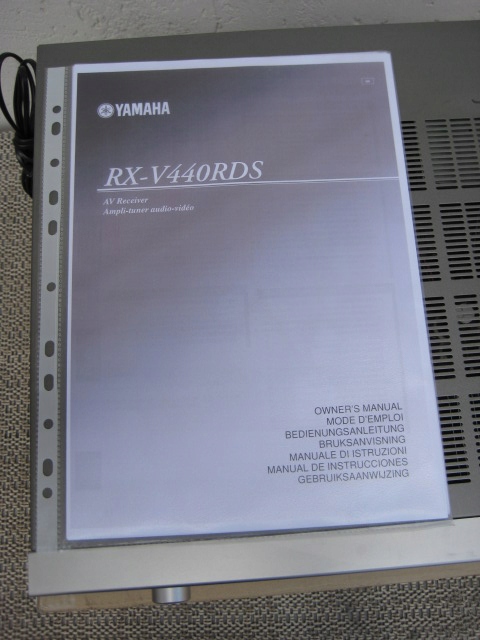 YAMAHA
RX-V440RDS
AV Receiver
Ampli-tuner audio-vidéo
OWNER'S MANUAL
MODE D'EMPLOI
BEDIENUNGSANLEITUNG
BRUKSANVISNING
MANUALE DI ISTRUZIONI
MANUAL DE INSTRUCCIONES
GEBRUIKSAANWIJZING